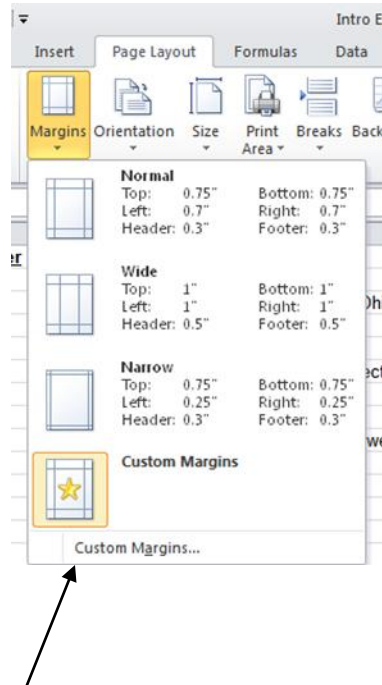 Intro E
Insert Page Layout Formulas Data
Margins Orientation Size Print Area Breaks Back
Normal
Top: 0.75" Bottom: 0.75"
Left: 0.7" Right: 0.7"
Header: 0.3" Footer: 0.3"
Wide
Top: 1" Bottom: 1"
Left: 1" Right: 1"
Header: 0.5" Footer: 0.5"
Narrow
Top: 0.75" Bottom: 0.75"
Left: 0.25" Right: 0.25"
Header: 0.3" Footer: 0.3"
Custom Margins
Custom Margins...